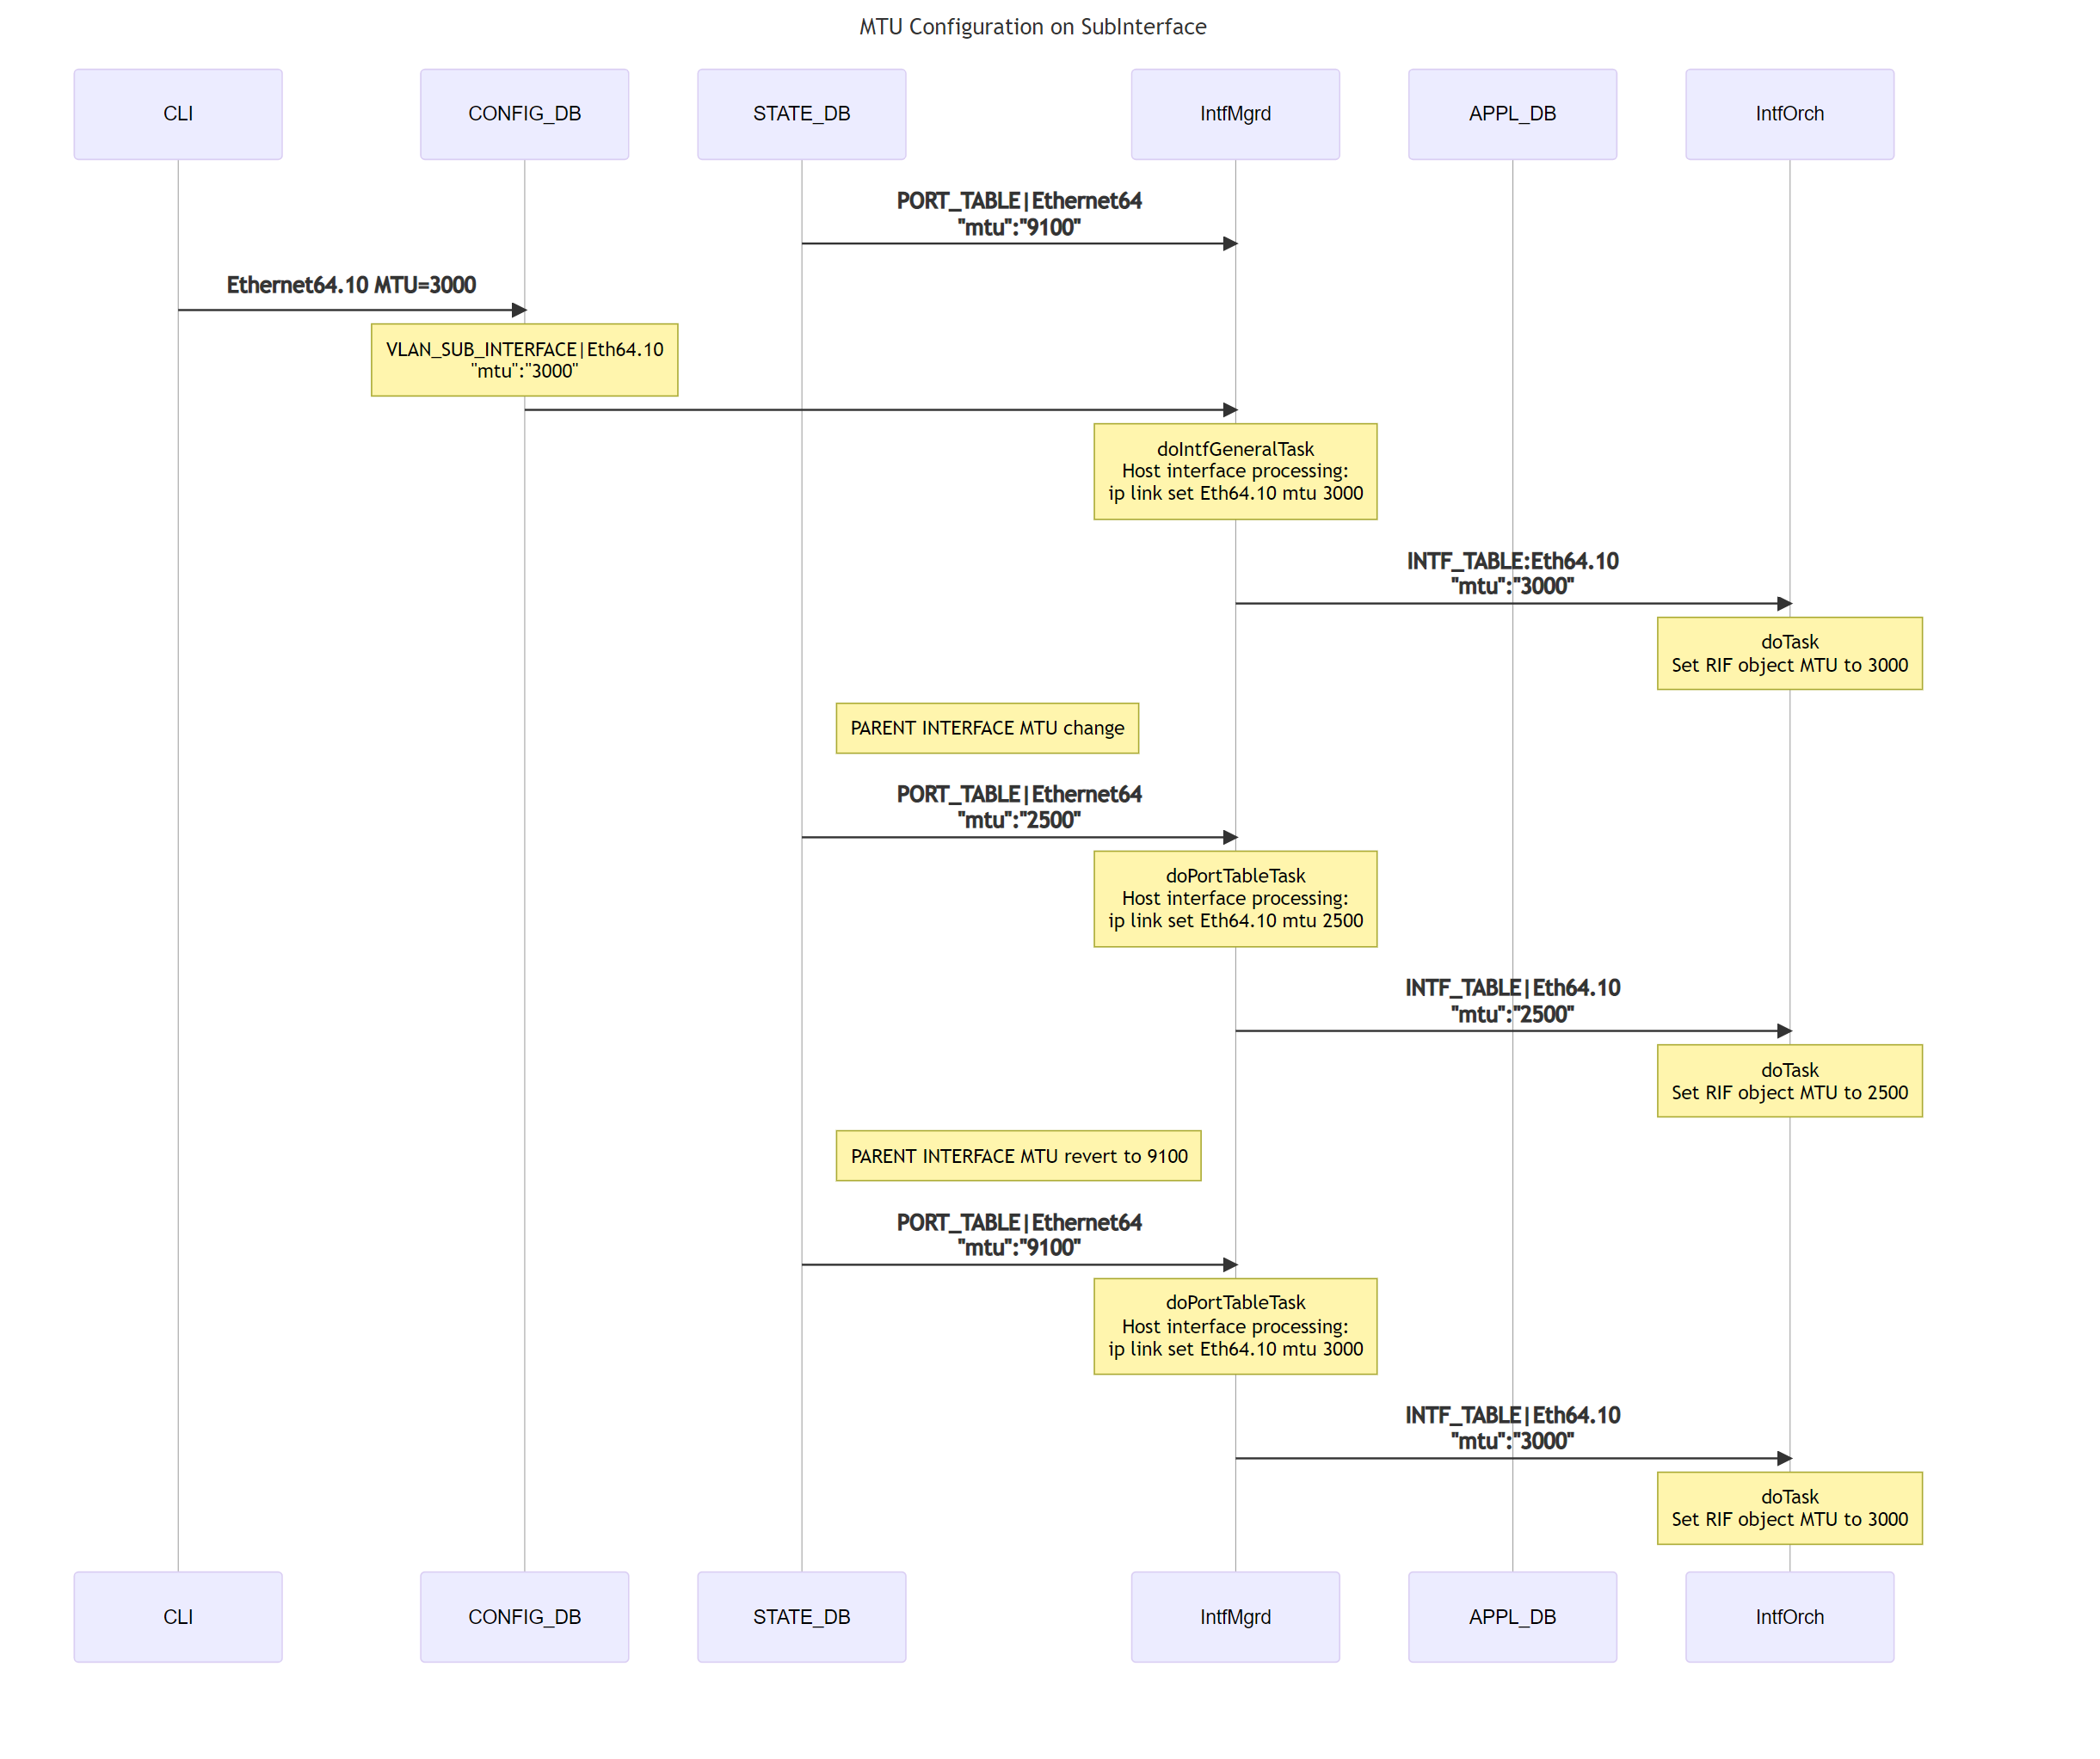 MTU Configuration on SubInterface
CLI
CONFIG_DB
STATE_DB
IntfMgrd
APPL_DB
IntfOrch
PORT_TABLE|Ethernet64
"mtu":"9100"
Ethernet64.10 MTU=3000
VLAN_SUB_INTERFACE|Eth64.10
"mtu":"3000"
doIntfGeneralTask
Host interface processing:
ip link set Eth64.10 mtu 3000
INTF_TABLE:Eth64.10
"mtu":"3000"
doTask
Set RIF object MTU to 3000
PARENT INTERFACE MTU change
PORT_TABLE|Ethernet64
"mtu":"2500"
doPortTableTask
Host interface processing:
ip link set Eth64.10 mtu 2500
INTF_TABLE|Eth64.10
"mtu":"2500"
doTask
Set RIF object MTU to 2500
PARENT INTERFACE MTU revert to 9100
PORT_TABLE|Ethernet64
"mtu":"9100"
doPortTableTask
Host interface processing:
ip link set Eth64.10 mtu 3000
INTF_TABLE|Eth64.10
"mtu":"3000"
doTask
Set RIF object MTU to 3000
CLI
CONFIG_DB
STATE_DB
IntfMgrd
APPL_DB
IntfOrch